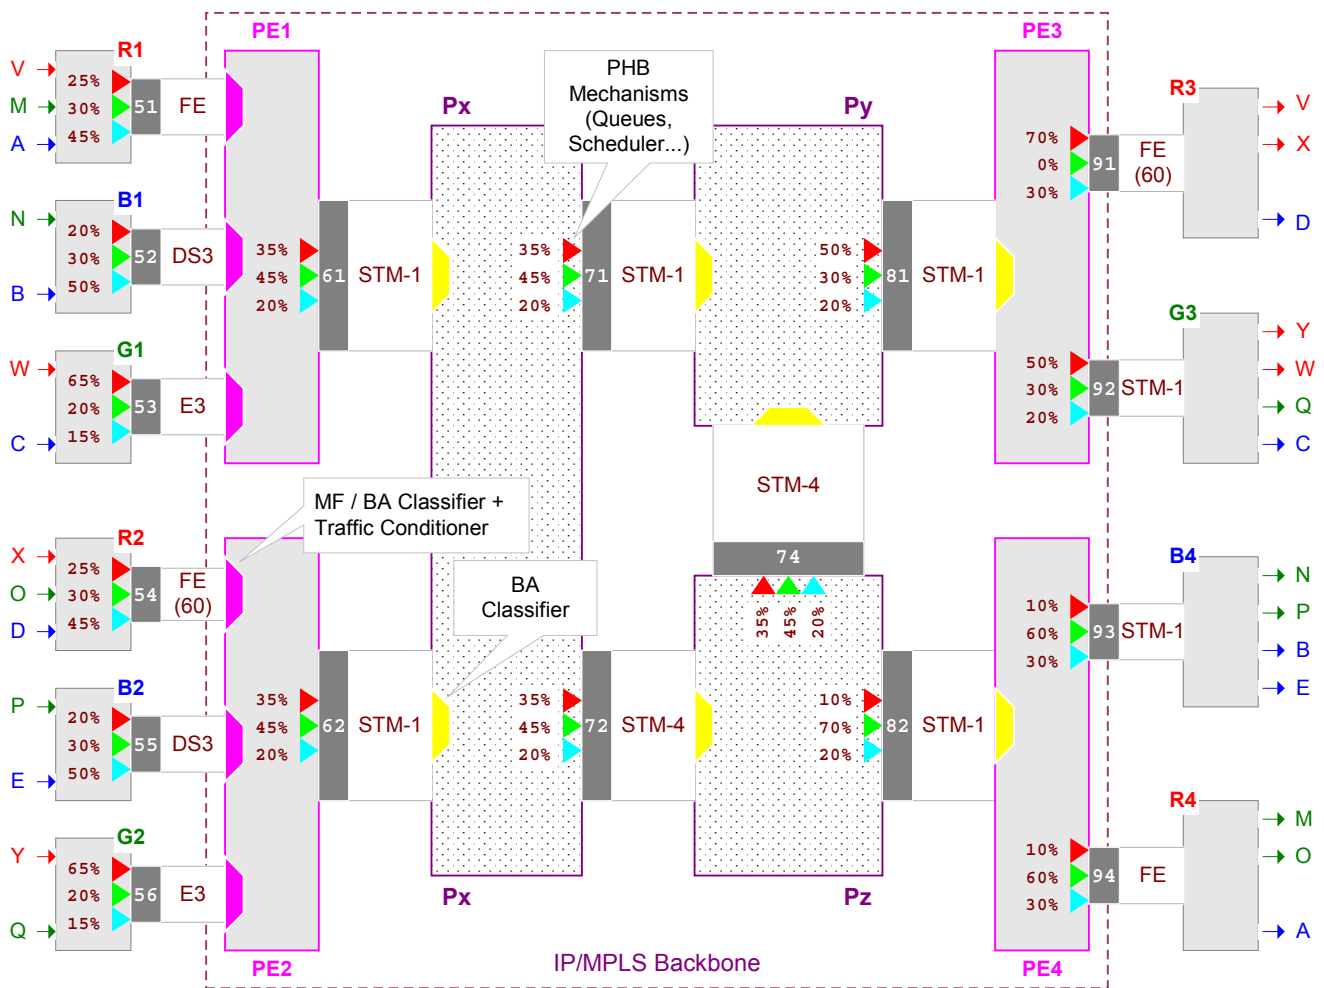 PE1
PE3
R1
V
M
A
25%
30%
45%
51
FE
B1
N
B
20%
30%
50%
52
DS3
G1
W
C
65%
20%
15%
53
E3
35%
45%
20%
61
STM-1
Px
PHB
Mechanisms
(Queues,
Scheduler...)
35%
45%
20%
71
STM-1
Py
50%
30%
20%
81
STM-1
70%
0%
30%
91
FE
(60)
R3
V
X
D
50%
30%
20%
92
STM-1
G3
Y
W
Q
C
STM-4
74
35%
45%
20%
MF / BA Classifier +
Traffic Conditioner
BA
Classifier
R2
X
O
D
25%
30%
45%
54
FE
(60)
B2
P
E
20%
30%
50%
55
DS3
G2
Y
Q
65%
20%
15%
56
E3
35%
45%
20%
62
STM-1
35%
45%
20%
72
STM-4
10%
70%
20%
82
STM-1
10%
60%
30%
93
STM-1
B4
N
P
B
E
10%
60%
30%
94
FE
R4
M
O
A
Px
Pz
PE2
IP/MPLS Backbone
PE4